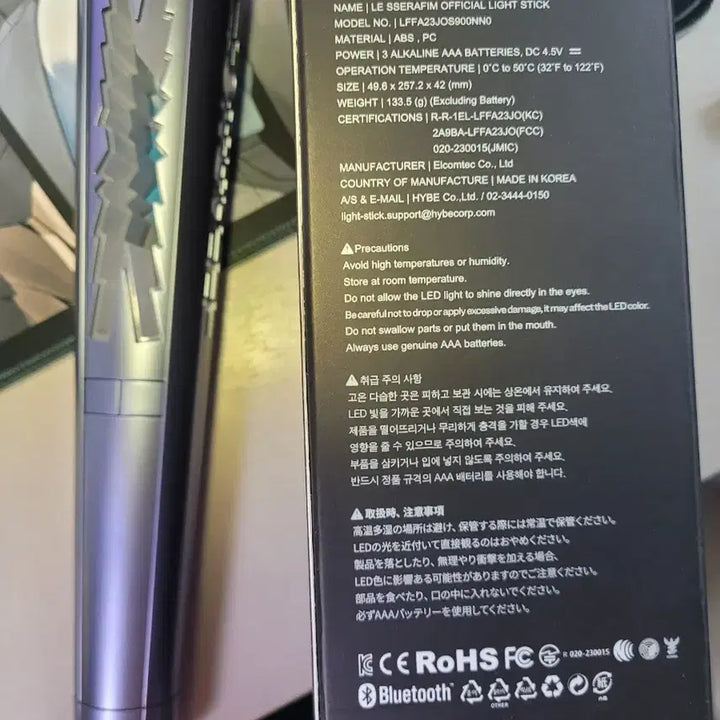 NAME | LE SSERAFIM OFFICIAL LIGHT STICK
MODEL NO. | LFFA23JOS900NN0
MATERIAL | ABS , PC
POWER | 3 ALKALINE AAA BATTERIES, DC 4.5V
OPERATION TEMPERATURE | 0°C to 50°C (32°F to 122°F)
SIZE | 49.6 x 257.2 x 42 (mm)
WEIGHT | 133.5 (g) (Excluding Battery)
CERTIFICATIONS | R-R-1EL-LFFA23JO(KC)
2A9BA-LFFA23JO(FCC)
020-230015(JMIC)
MANUFACTURER | Elcomtec Co., Ltd
COUNTRY OF MANUFACTURE | MADE IN KOREA
A/S & E-MAIL | HYBE Co.,Ltd. / 02-3444-0150
light-stick.support@hybecorp.com
Precautions
Avoid high temperatures or humidity.
Store at room temperature.
Do not allow the LED light to shine directly in the eyes.
Be careful not to drop or apply excessive damage, it may affect the LED color.
Do not swallow parts or put them in the mouth.
Always use genuine AAA batteries.
취급 주의 사항
고온 다습한 곳은 피하고 보관 시에는 상온에서 유지하여 주세요.
LED 빛을 가까운 곳에서 직접 보는 것을 피해 주세요.
제품을 떨어뜨리거나 무리하게 충격을 가할 경우 LED색에
영향을 줄 수 있으므로 주의하여 주세요.
부품을 삼키거나 입에 넣지 않도록 주의하여 주세요.
반드시 정품 규격의 AAA 배터리를 사용해야 합니다.
取扱時、注意事項
高温多湿の場所は避け、保管する際には常温で保管ください。
LEDの光を近付いて直接観るのはおやめください。
製品を落としたり、無理やり衝撃を加える場合、
LED色に影響ある可能性がありますのでご注意ください。
部品を食べたり、口の中に入れないでください。
必ずAAAバッテリーを使用してください。
CE RoHS FC R 020-230015
Bluetooth OTHER